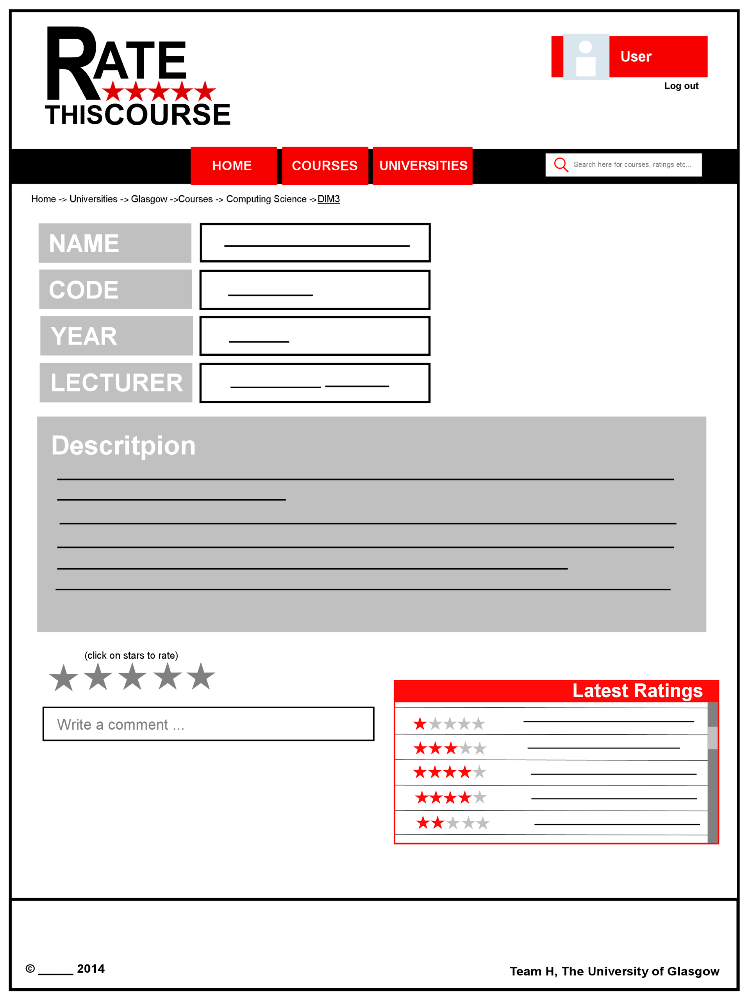 RATE
THISCOURSE
User
Log out
HOME COURSES UNIVERSITIES Search here for courses, ratings etc...
Home -> Universities -> Glasgow ->Courses -> Computing Science ->DIM3
NAME
CODE
YEAR
LECTURER
Descritpion
(click on stars to rate)
Latest Ratings
Write a comment ...
© _____ 2014
Team H, The University of Glasgow